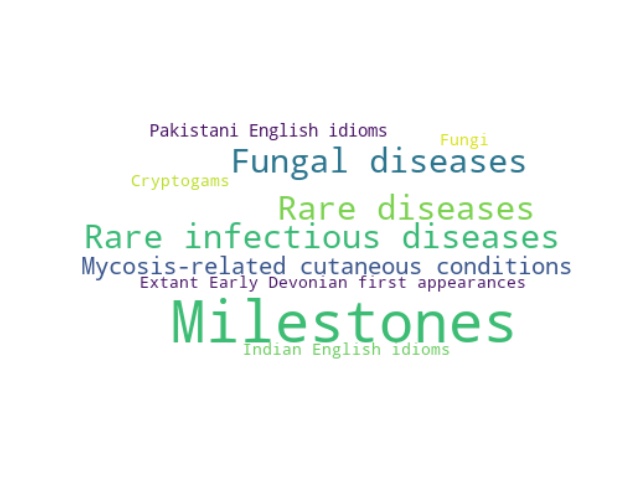 Pakistani English idioms
Fungi
Fungal diseases
Cryptogams
Rare diseases
Rare infectious diseases
Mycosis-related cutaneous conditions
Extant Early Devonian first appearances
Milestones
Indian English idioms